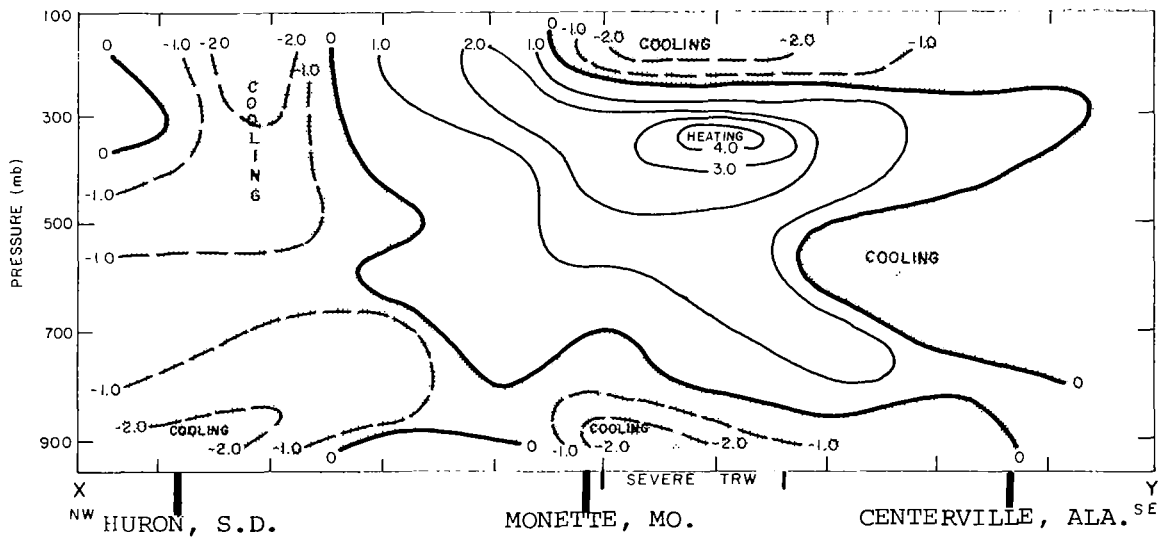 100
0
-1.0
-2.0
-2.0
0
-1.0
1.0
2.0
1.0
0
-1.0
-2.0
COOLING
-2.0
-1.0
COOLING
300
0
-1.0
HEATING
4.0
3.0
PRESSURE (mb)
500
-1.0
COOLING
700
-1.0
0
-2.0
COOLING
-2.0
-1.0
0
0
-1.0
COOLING
-2.0
-2.0
-1.0
0
900
X
SEVERE TRW
Y
NW HURON, S.D.
MONETTE, MO.
CENTERVILLE, ALA. SE